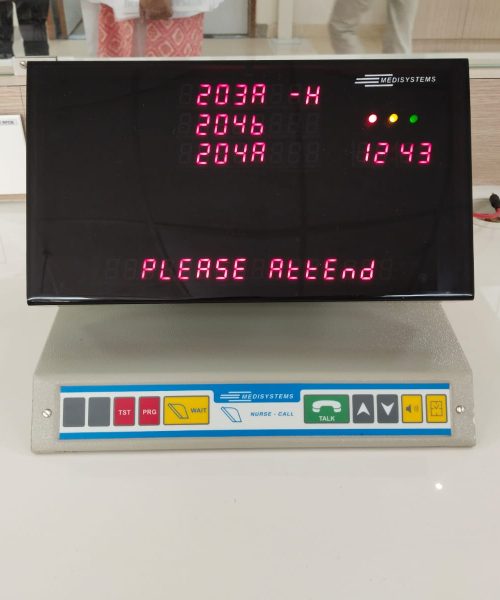 MEDISYSTEMS
203A -H
204b
204A 12 43
PLEASE AttEnd
MEDISYSTEMS
TST PRG WAIT NURSE - CALL TALK